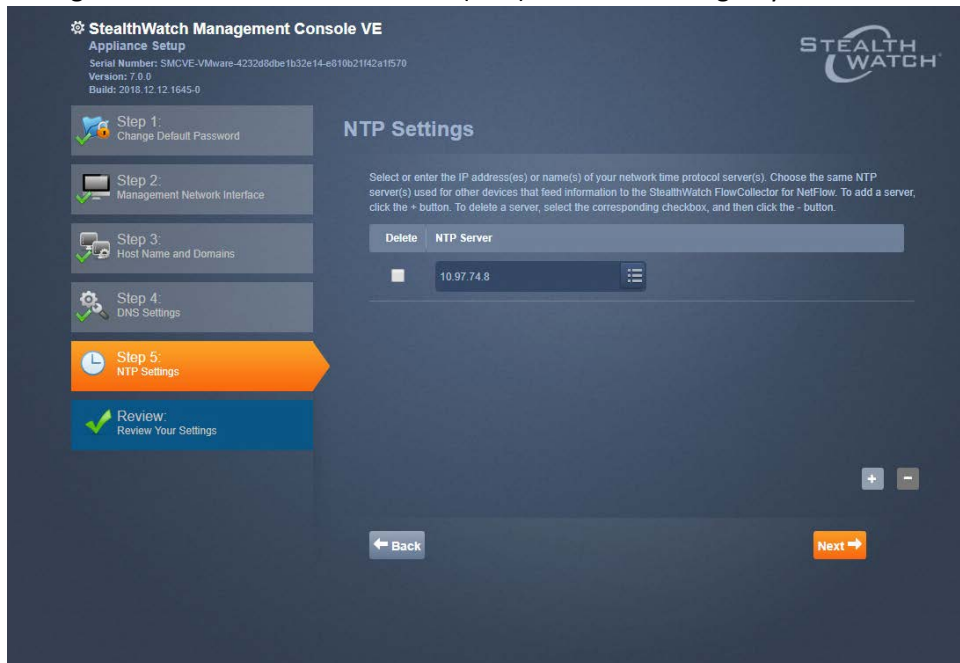 StealthWatch Management Console VE
Appliance Setup
Serial Number: SMCVE-VMware-4232d8dbe1b32e14-e810b21f42a1f570
Version: 7.0.0
Build: 2018.12.12.1645-0
STEALTH
WATCH
Step 1:
Change Default Password
Step 2:
Management Network Interface
Step 3:
Host Name and Domains
Step 4:
DNS Settings
Step 5:
NTP Settings
Review:
Review Your Settings
NTP Settings
Select or enter the IP address(es) or name(s) of your network time protocol server(s). Choose the same NTP
server(s) used for other devices that feed information to the StealthWatch FlowCollector for NetFlow. To add a server,
click the + button. To delete a server, select the corresponding checkbox, and then click the - button.
Delete NTP Server
10.97.74.8
+ -
Back
Next